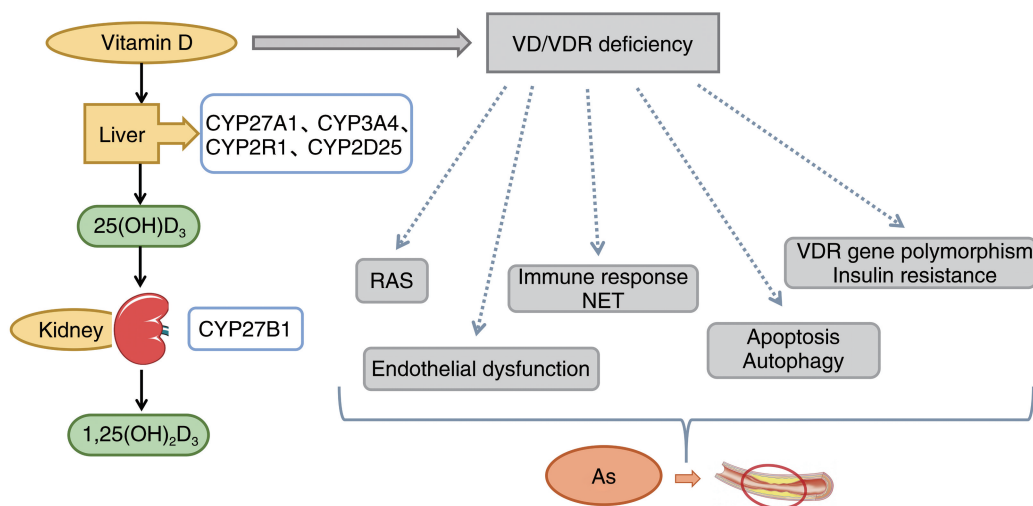 Vitamin D
VD/VDR deficiency
Liver
CYP27A1、CYP3A4、
CYP2R1、CYP2D25
25(OH)D₃
Kidney
CYP27B1
1,25(OH)₂D₃
RAS
Immune response
NET
VDR gene polymorphism
Insulin resistance
Endothelial dysfunction
Apoptosis
Autophagy
As